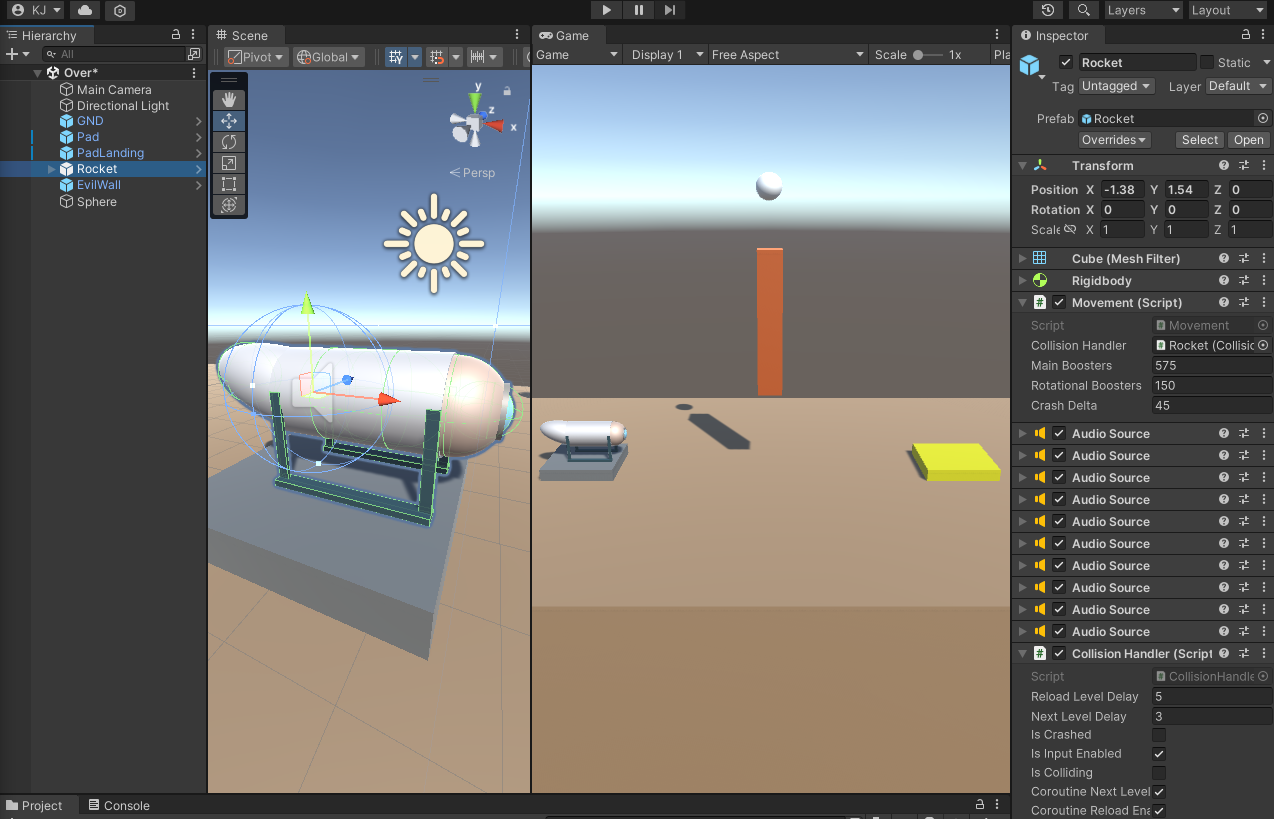 KJ
Layers
Layout
Hierarchy
All
Over*
Main Camera
Directional Light
GND
Pad
PadLanding
Rocket
EvilWall
Sphere
Scene
Pivot
Global
y
z
x
Persp
Game
Game
Display 1
Free Aspect
Scale
1x
Pla
Inspector
Rocket
Static
Tag
Untagged
Layer
Default
Prefab
Rocket
Overrides
Select
Open
Transform
Position X -1.38 Y 1.54 Z 0
Rotation X 0 Y 0 Z 0
Scale X 1 Y 1 Z 1
Cube (Mesh Filter)
Rigidbody
# Movement (Script)
Script # Movement
Collision Handler # Rocket (Collisic
Main Boosters 575
Rotational Boosters 150
Crash Delta 45
Audio Source
Audio Source
Audio Source
Audio Source
Audio Source
Audio Source
Audio Source
Audio Source
Audio Source
Audio Source
# Collision Handler (Script
Script # CollisionHandle
Reload Level Delay 5
Next Level Delay 3
Is Crashed
Is Input Enabled
Is Colliding
Coroutine Next Level
Coroutine Reload Ena
Project
Console